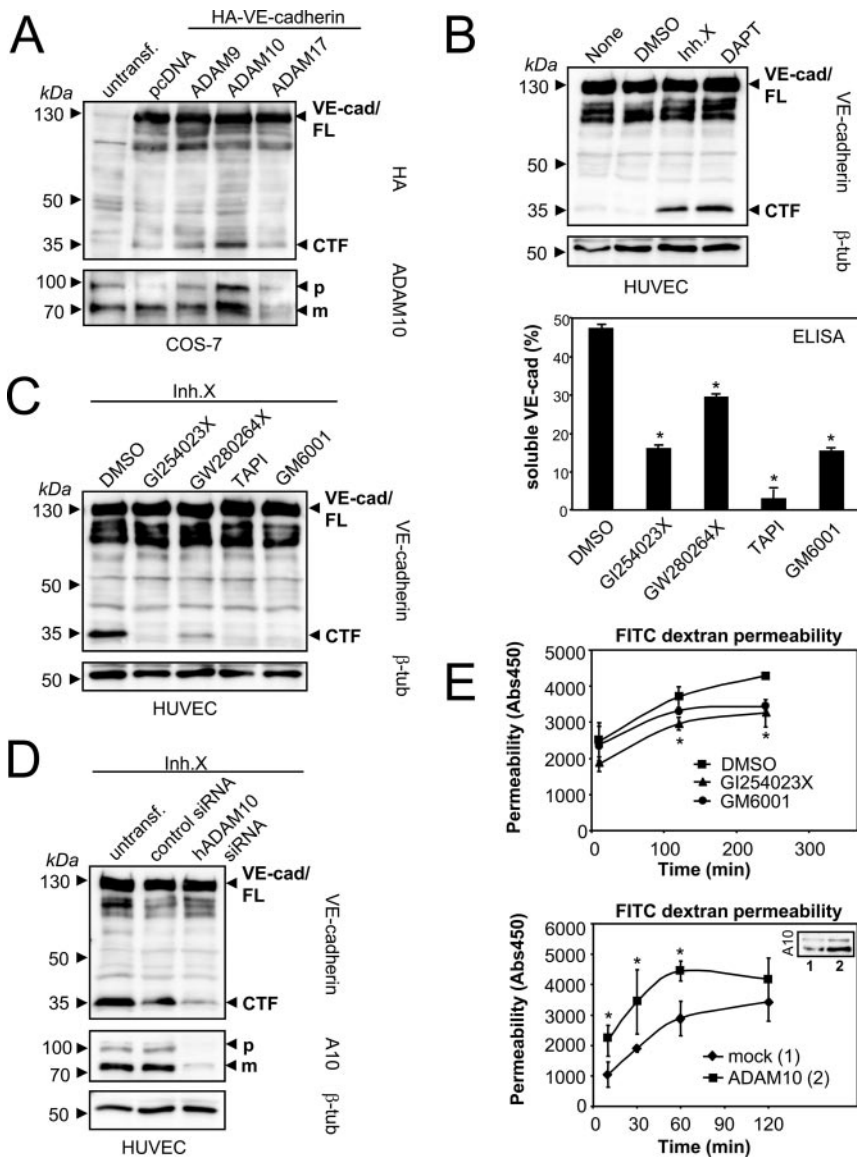 A
HA-VE-cadherin
untransf.
pcDNA
ADAM9
ADAM10
ADAM17
kDa
130
VE-cad/
FL
50
35
CTF
HA
100
p
70
m
ADAM10
COS-7
B
None
DMSO
Inh.X
DAPT
kDa
130
VE-cad/
FL
50
35
CTF
VE-cadherin
50
β-tub
HUVEC
C
Inh.X
DMSO
GI254023X
GW280264X
TAPI
GM6001
kDa
130
VE-cad/
FL
50
35
CTF
VE-cadherin
50
β-tub
HUVEC
ELISA
soluble VE-cad (%)
50
40
30
20
10
0
*
*
*
*
DMSO
GI254023X
GW280264X
TAPI
GM6001
D
Inh.X
untransf.
control siRNA
hADAM10
siRNA
kDa
130
VE-cad/
FL
50
35
CTF
VE-cadherin
100
p
70
m
A10
50
β-tub
HUVEC
E
FITC dextran permeability
Permeability (Abs450)
5000
4000
3000
2000
1000
0
*
*
DMSO
GI254023X
GM6001
0 100 200 300
Time (min)
FITC dextran permeability
Permeability (Abs450)
6000
5000
4000
3000
2000
1000
0
*
*
*
A10
1 2
mock (1)
ADAM10 (2)
0 30 60 90 120
Time (min)